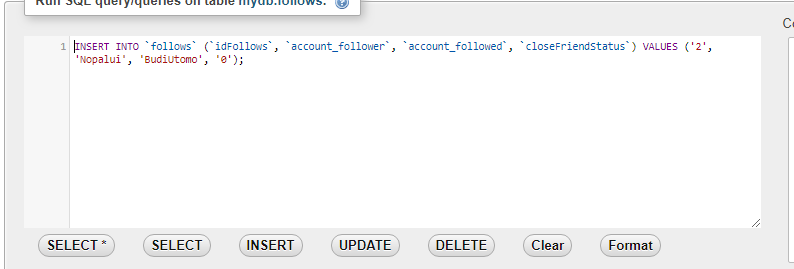 Run SQL query/queries on table mydb.follows:
1 INSERT INTO `follows` (`idFollows`, `account_follower`, `account_followed`, `closeFriendStatus`) VALUES ('2',
'Nopalui', 'BudiUtomo', '0');
SELECT * SELECT INSERT UPDATE DELETE Clear Format